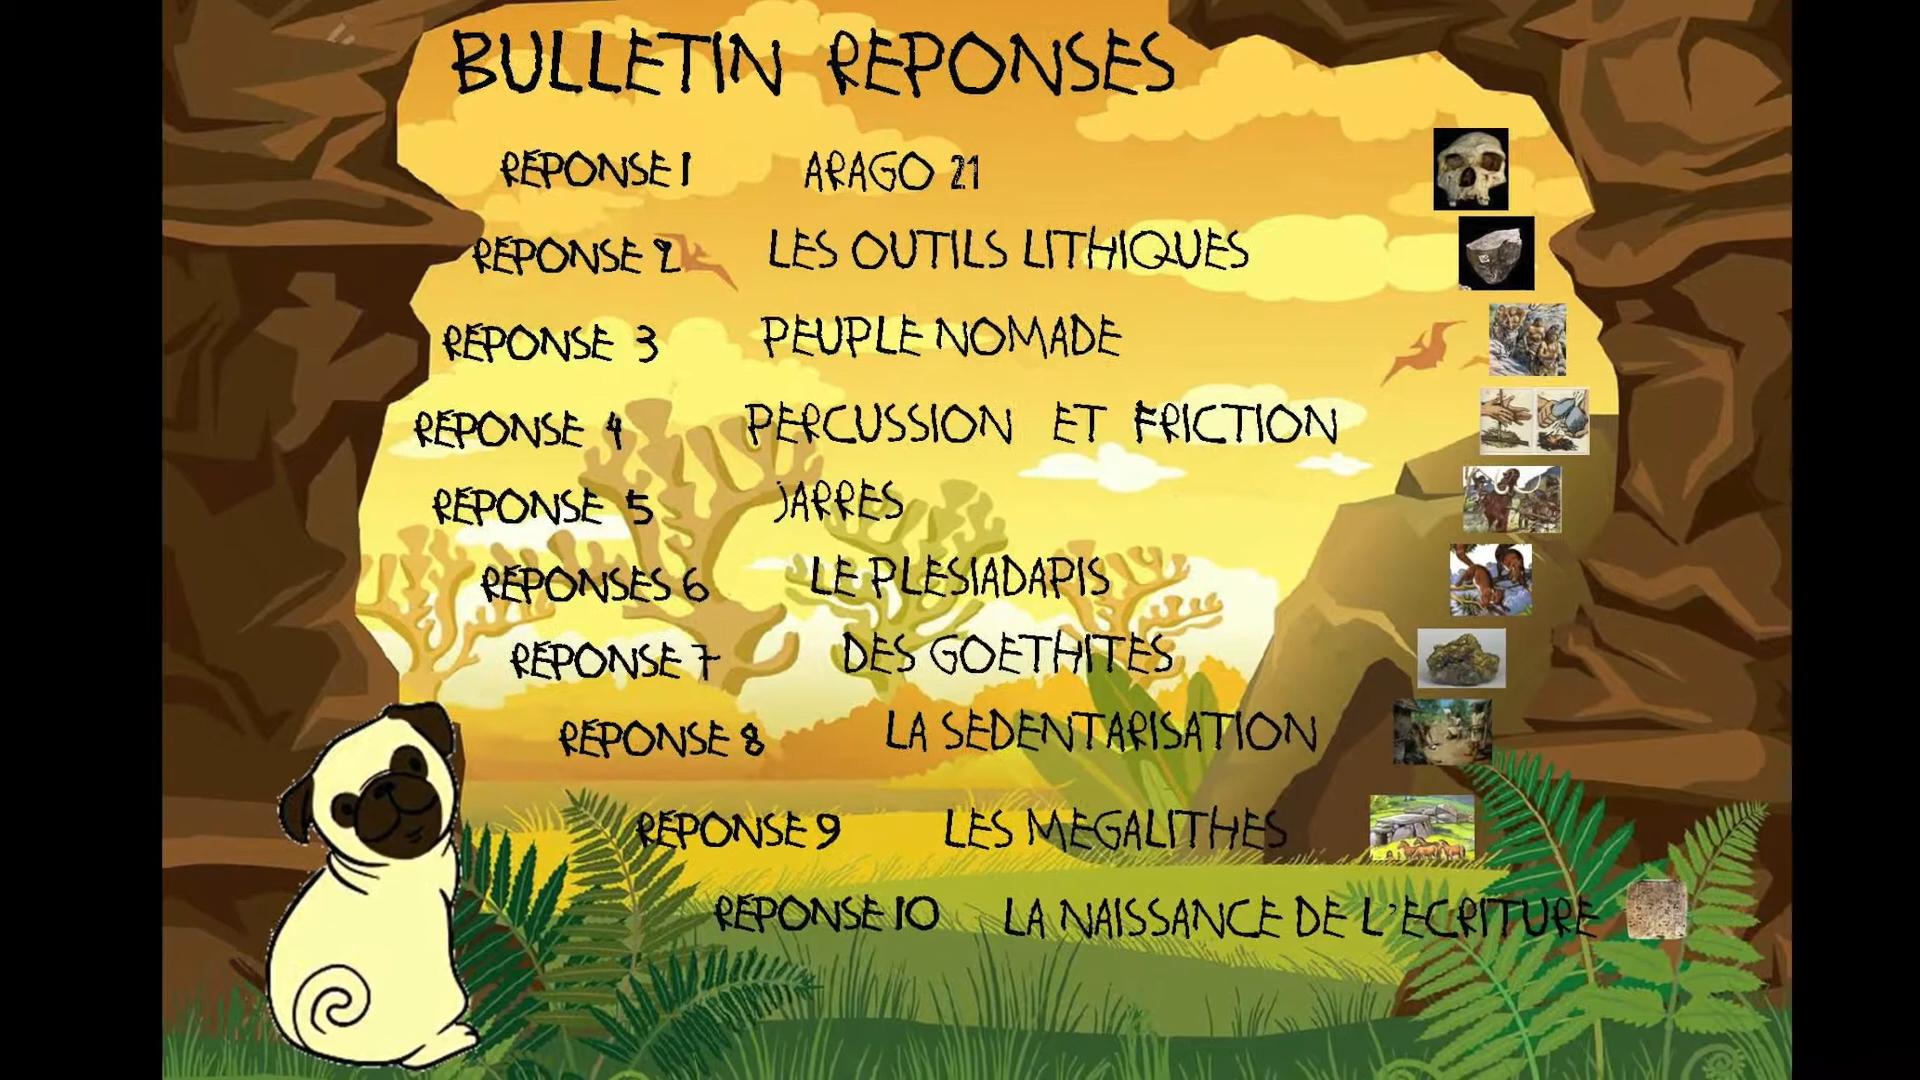 BULLETIN REPONSES
REPONSE 1 ARAGO 21
REPONSE 2 LES OUTILS LITHIQUES
REPONSE 3 PEUPLE NOMADE
REPONSE 4 PERCUSSION ET FRICTION
REPONSE 5 JARRES
REPONSES 6 LE PLESIADAPIS
REPONSE 7 DES GOETHITES
REPONSE 8 LA SEDENTARISATION
REPONSE 9 LES MEGALITHES
REPONSE 10 LA NAISSANCE DE L'ECRITURE